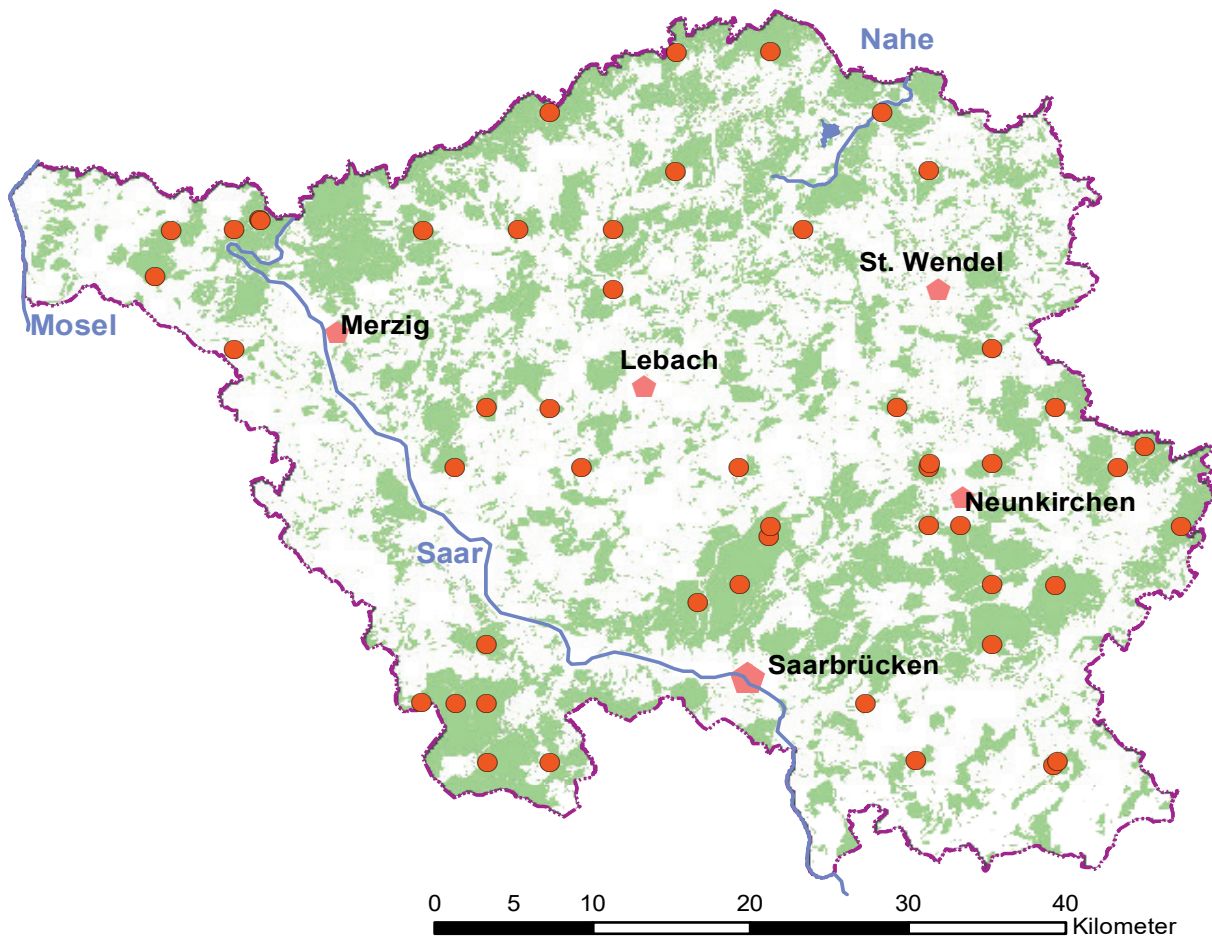 Nahe
St. Wendel
Mosel
Merzig
Lebach
Neunkirchen
Saar
Saarbrücken
0 5 10 20 30 40
Kilometer